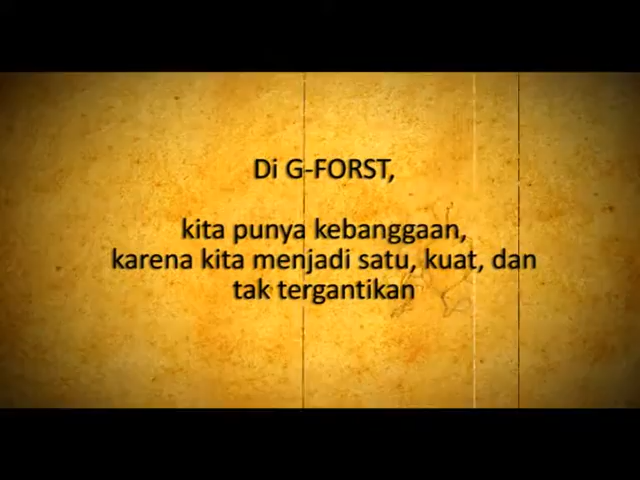 Di G-FORST,
kita punya kebanggaan,
karena kita menjadi satu, kuat, dan
tak tergantikan